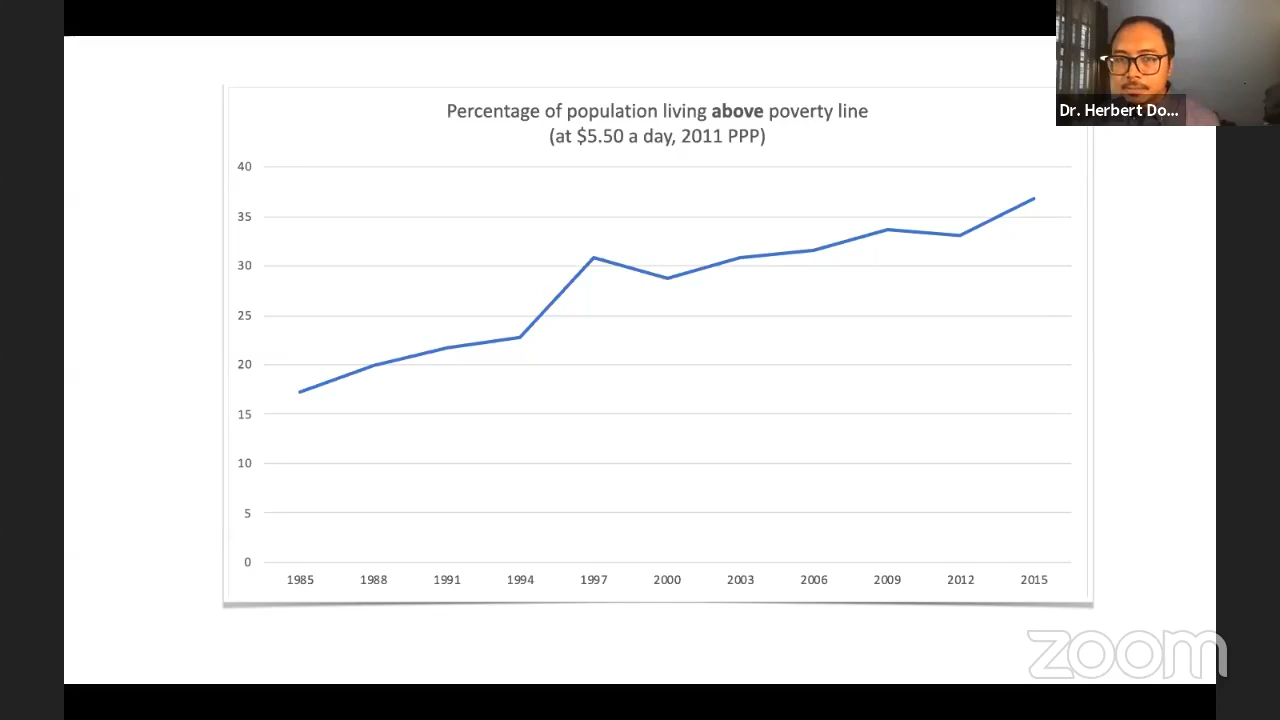 Percentage of population living above poverty line
(at $5.50 a day, 2011 PPP)
Dr. Herbert Do...
40
35
30
25
20
15
10
5
0
1985 1988 1991 1994 1997 2000 2003 2006 2009 2012 2015
zoom